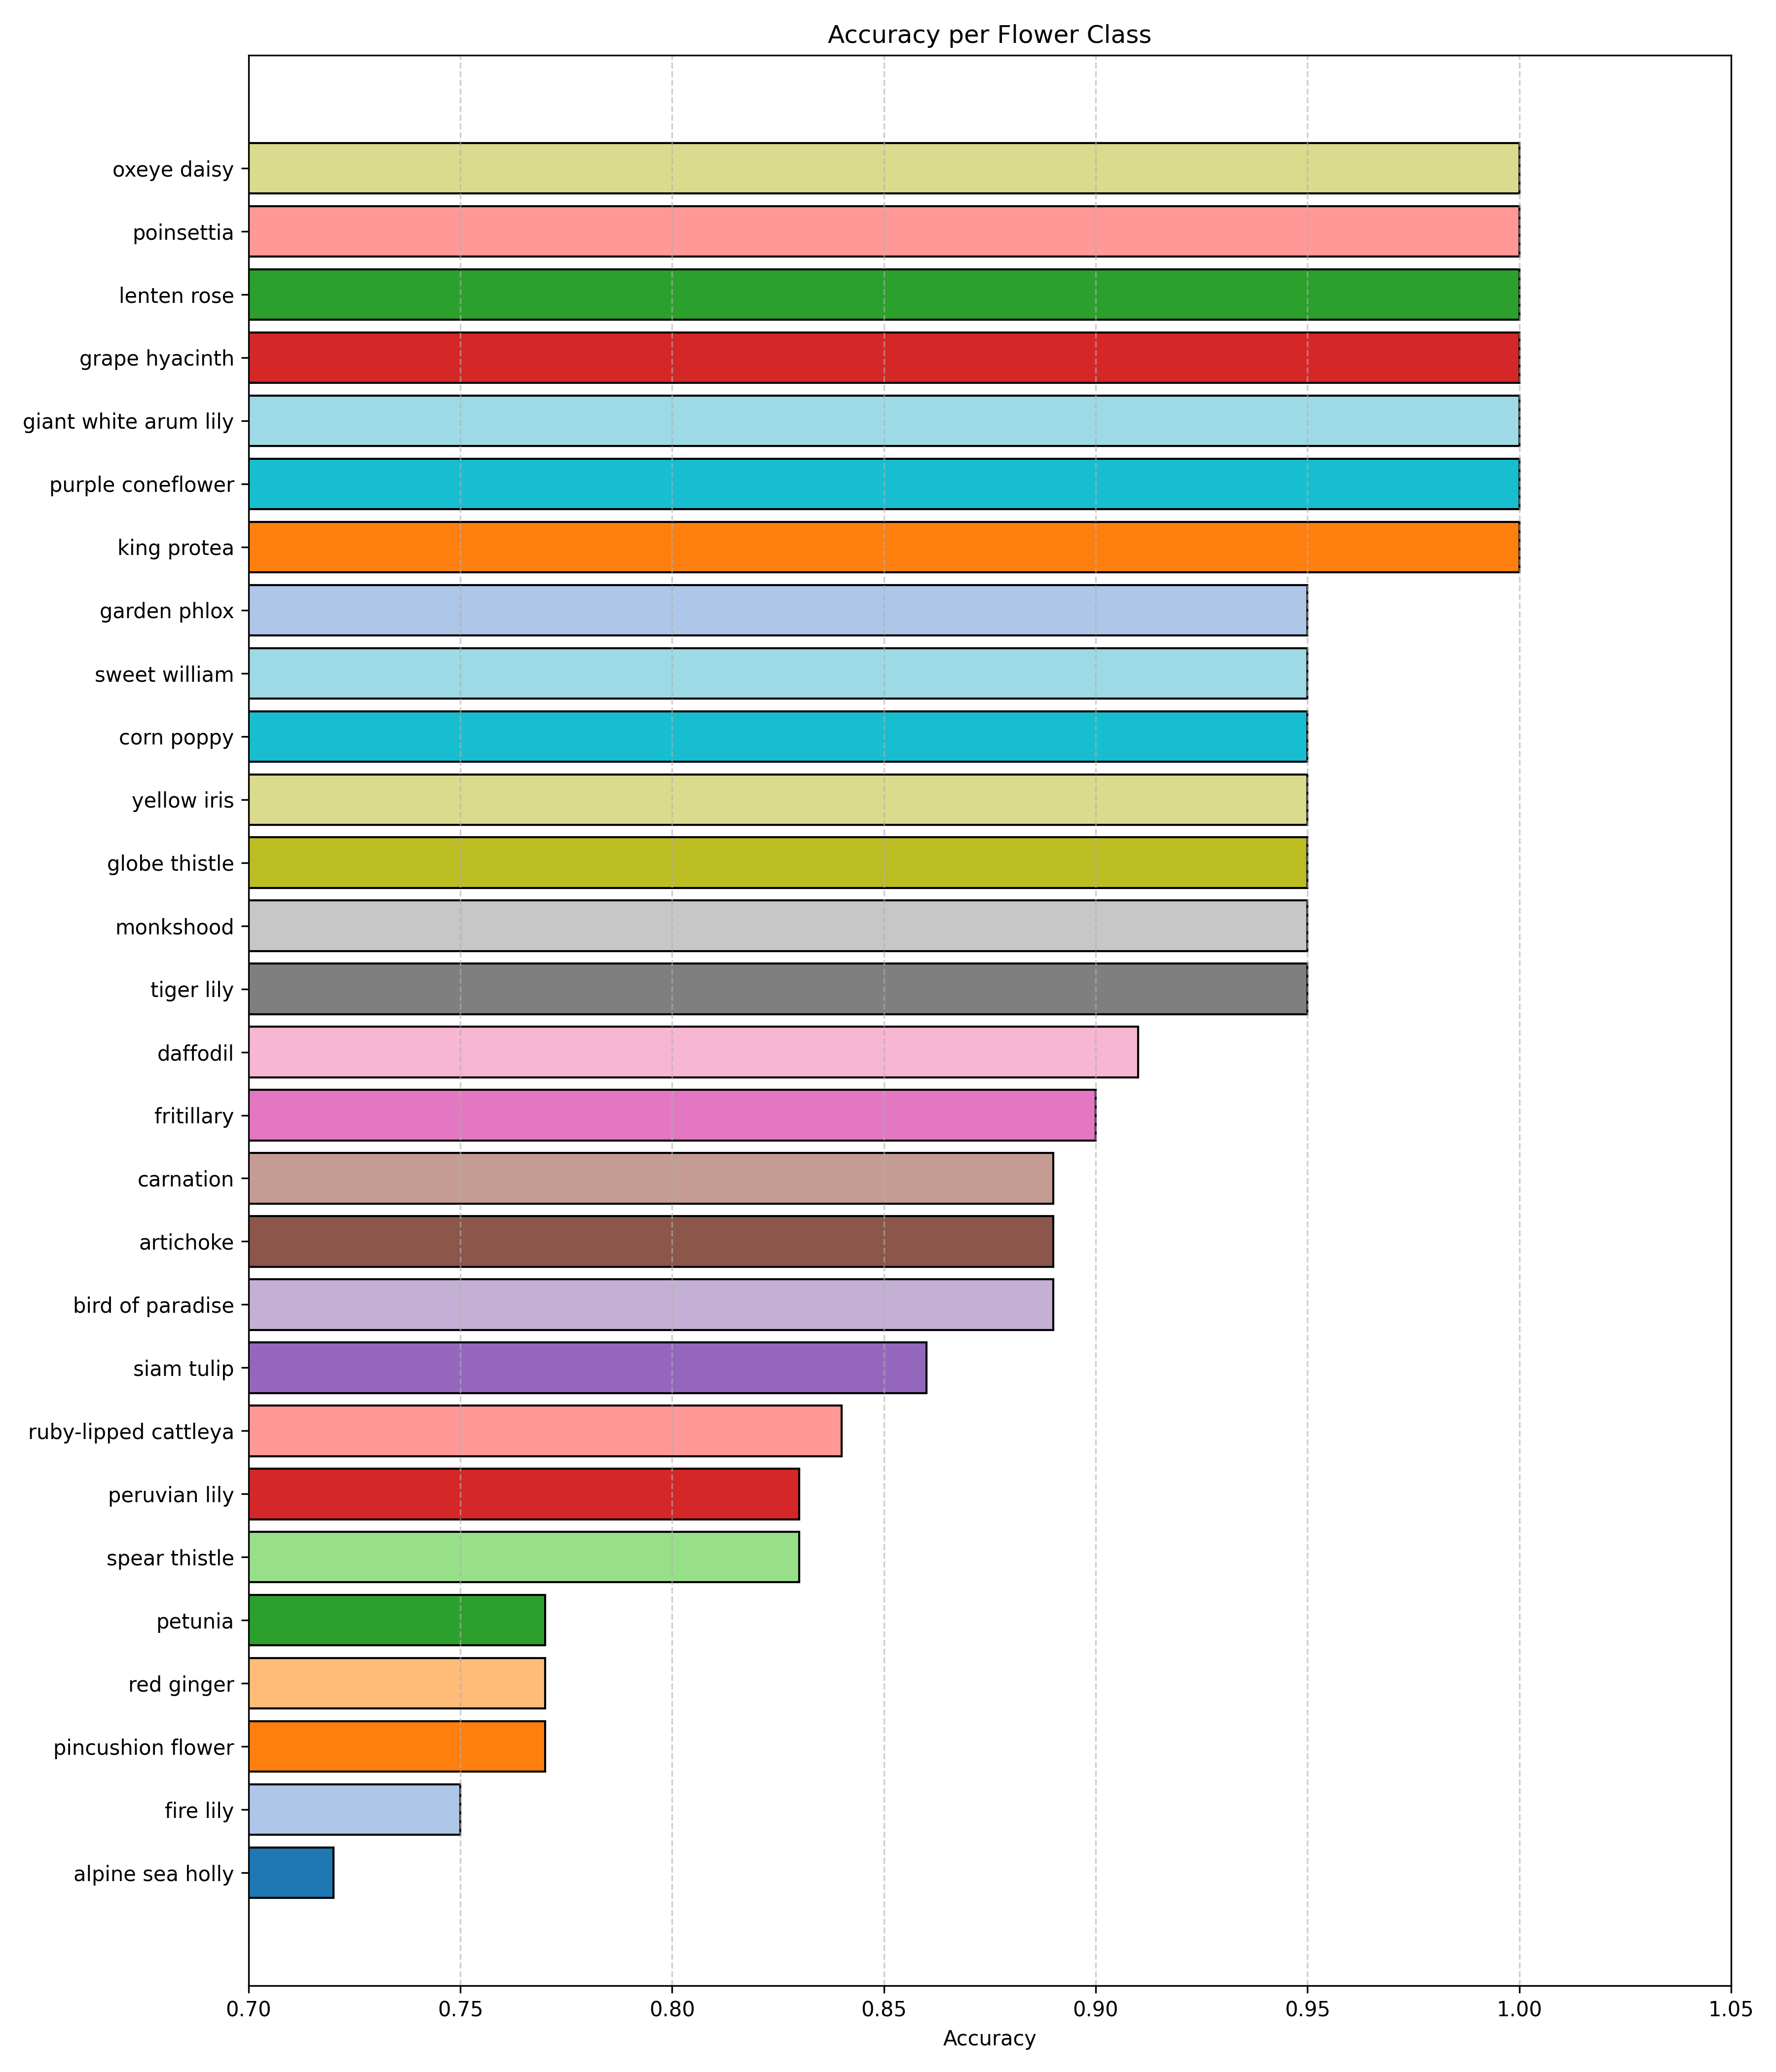 Accuracy per Flower Class
oxeye daisy
poinsettia
lenten rose
grape hyacinth
giant white arum lily
purple coneflower
king protea
garden phlox
sweet william
corn poppy
yellow iris
globe thistle
monkshood
tiger lily
daffodil
fritillary
carnation
artichoke
bird of paradise
siam tulip
ruby-lipped cattleya
peruvian lily
spear thistle
petunia
red ginger
pincushion flower
fire lily
alpine sea holly
0.70 0.75 0.80 0.85 0.90 0.95 1.00 1.05
Accuracy